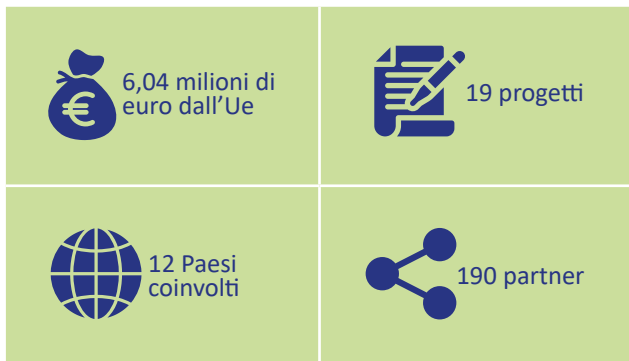 6,04 milioni di
euro dall'Ue
19 progetti
12 Paesi
coinvolti
190 partner